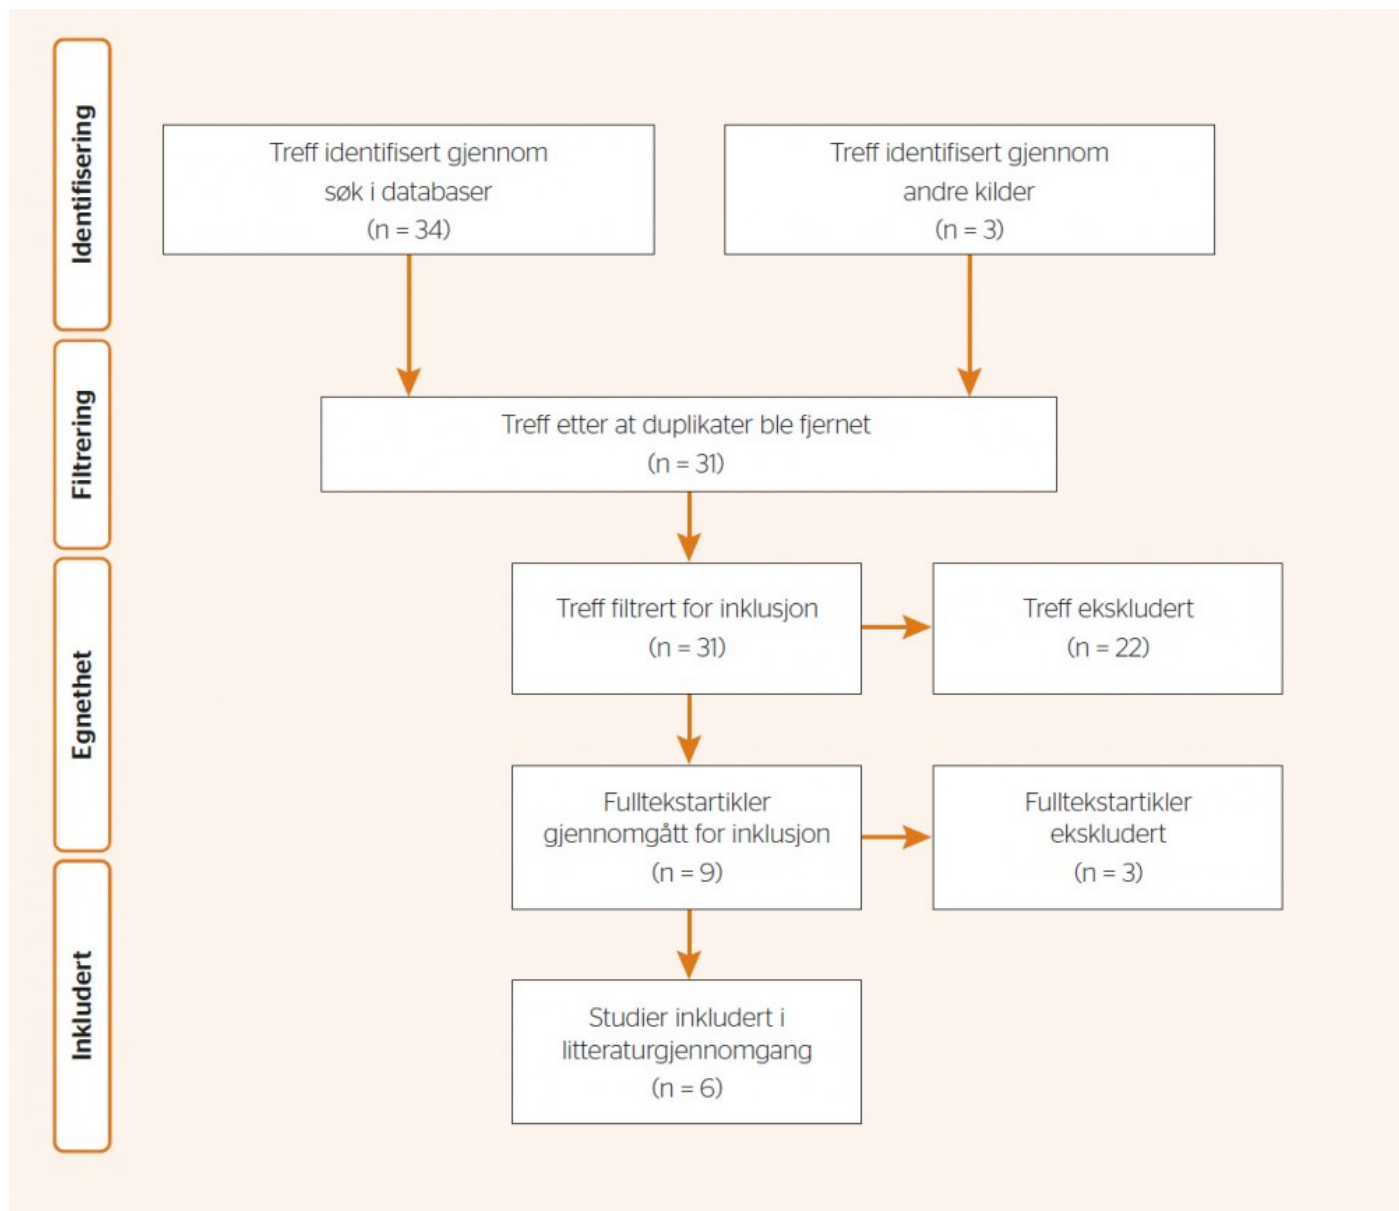 Identifisering
Treff identifisert gjennom
søk i databaser
(n = 34)
Treff identifisert gjennom
andre kilder
(n = 3)
Filtrering
Treff etter at duplikater ble fjernet
(n = 31)
Egnethet
Treff filtrert for inklusjon
(n = 31)
Treff ekskludert
(n = 22)
Fulltekstartikler
gjennomgått for inklusjon
(n = 9)
Fulltekstartikler
ekskludert
(n = 3)
Inkludert
Studier inkludert i
litteraturgjennomgang
(n = 6)